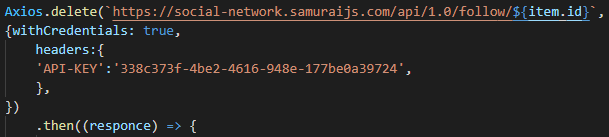 Axios.delete(`https://social-network.samuraijs.com/api/1.0/follow/${item.id}`,
{withCredentials: true,
headers:{
'API-KEY':'338c373f-4be2-4616-948e-177be0a39724',
},
})
.then((responce) => {